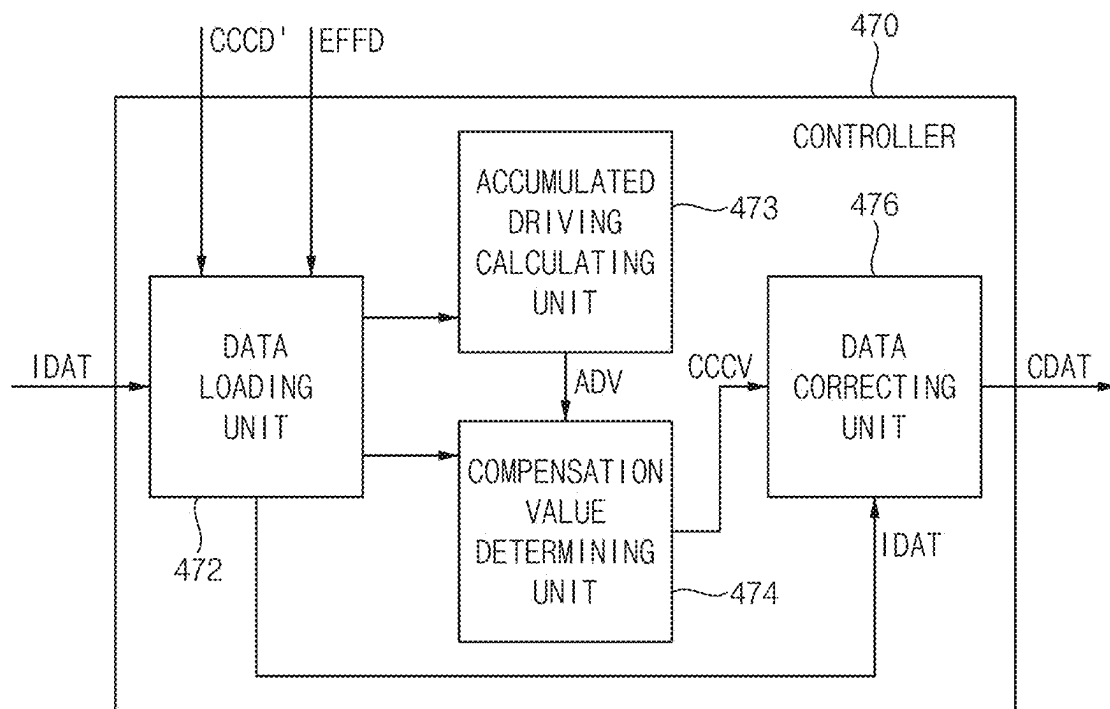 CCCD' EFFD
470
CONTROLLER
ACCUMULATED
DRIVING
CALCULATING
UNIT
473
476
IDAT
DATA
LOADING
UNIT
ADV
CCCV
DATA
CORRECTING
UNIT
CDAT
COMPENSATION
VALUE
DETERMINING
UNIT
472
474
IDAT